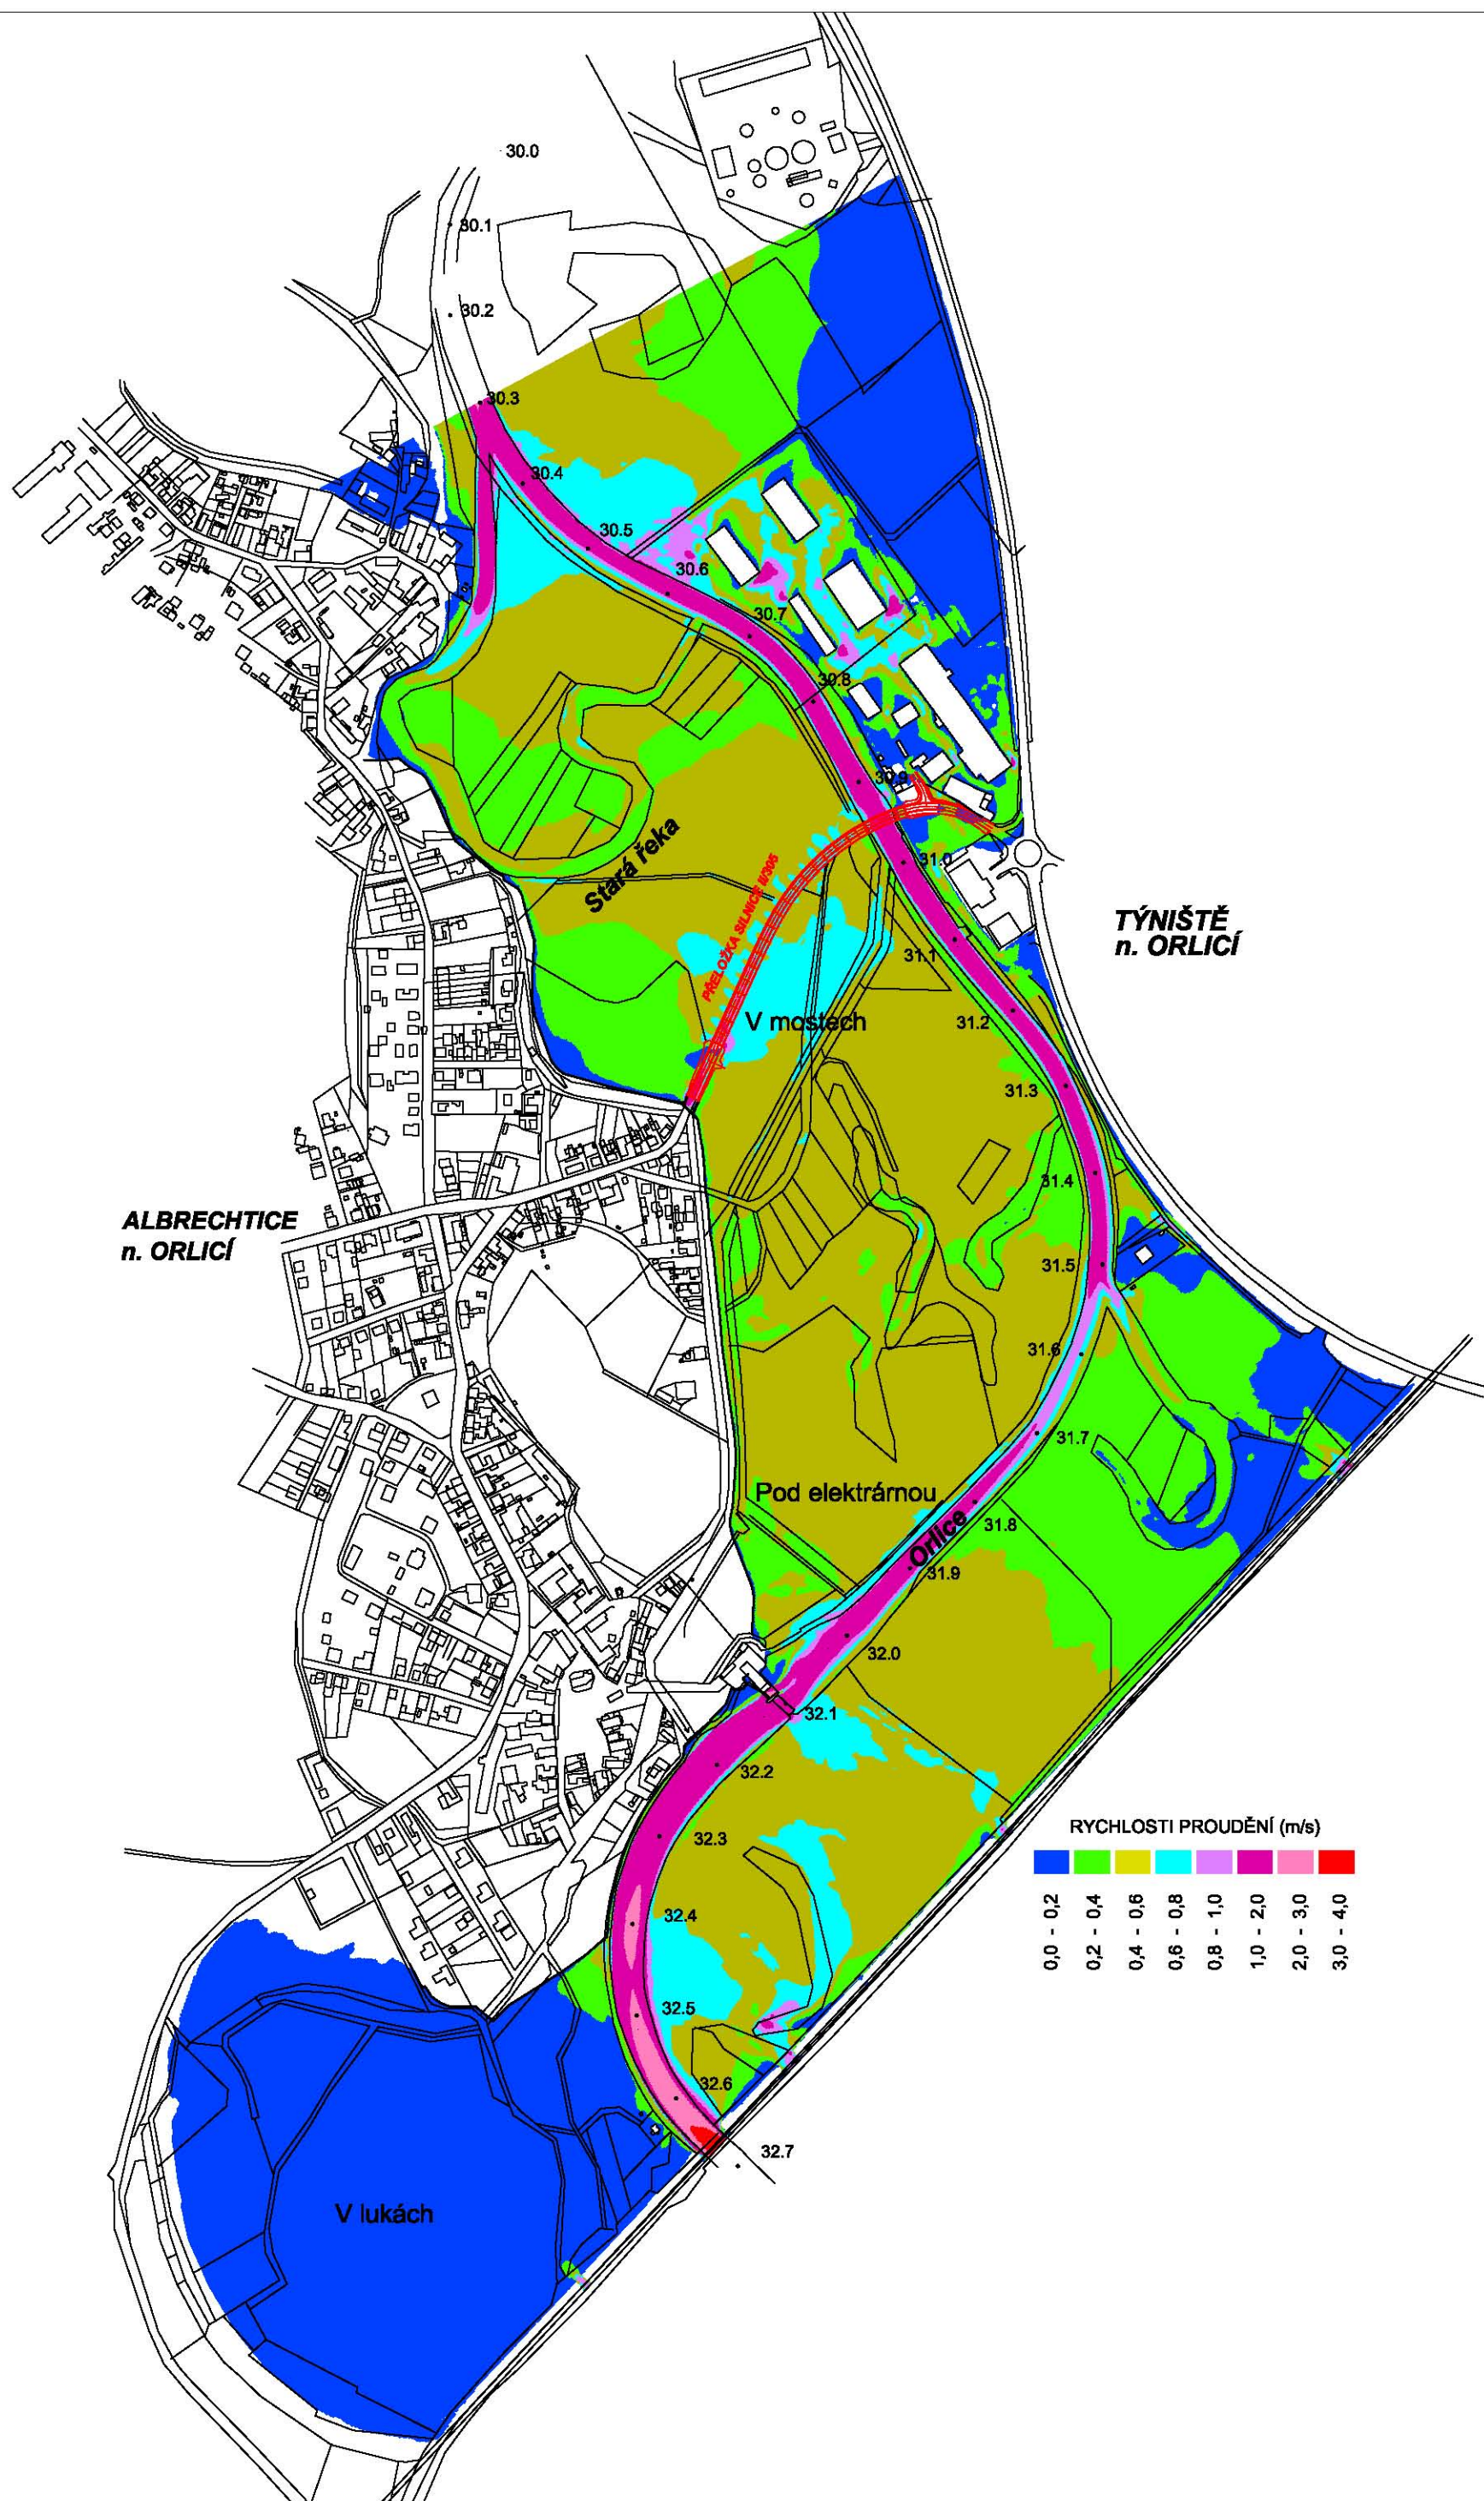 30.0
30.1
30.2
30.3
30.4
30.5
30.6
30.7
30.8
30.9
31.0
Stará řeka
PŘELOŽKA SILNICE II/305
TÝNIŠTĚ
n. ORLICÍ
31.1
V mostech
31.2
31.3
31.4
ALBRECHTICE
n. ORLICÍ
31.5
31.6
31.7
Pod elektrárnou
31.8
Orlice
31.9
32.0
32.1
32.2
RYCHLOSTI PROUDĚNÍ (m/s)
32.3
0,0 - 0,2
0,2 - 0,4
0,4 - 0,6
0,6 - 0,8
0,8 - 1,0
1,0 - 2,0
2,0 - 3,0
3,0 - 4,0
32.4
32.5
32.6
32.7
V lukách